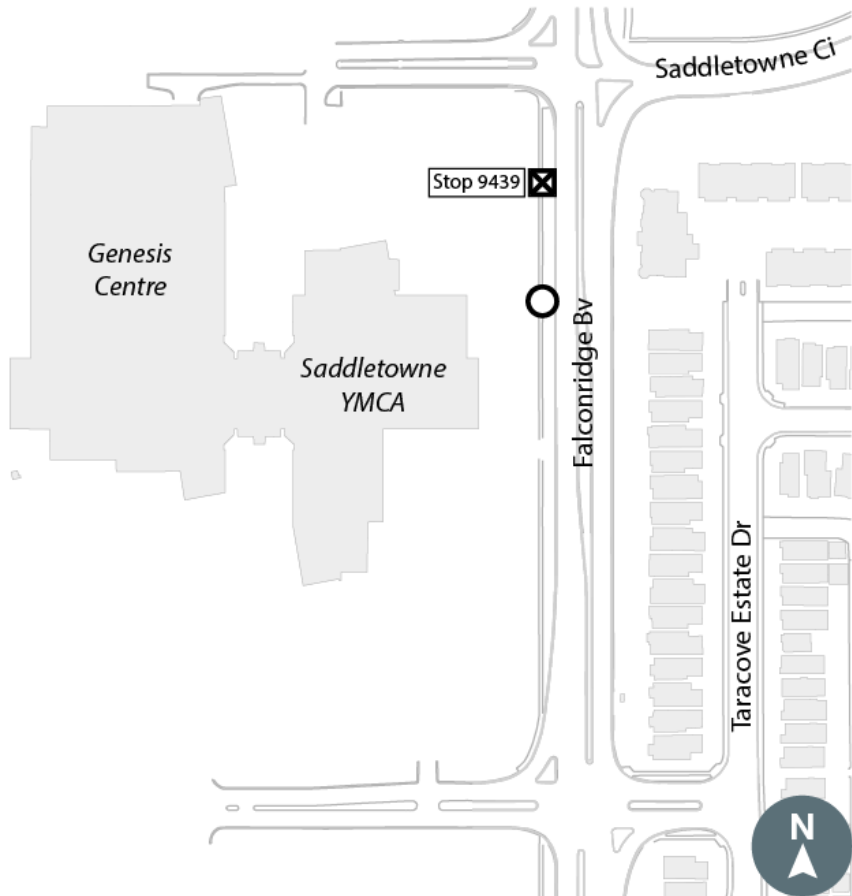 Saddletowne Ci
Stop 9439
Genesis
Centre
Saddletowne
YMCA
Falconridge Bv
Taracove Estate Dr
N